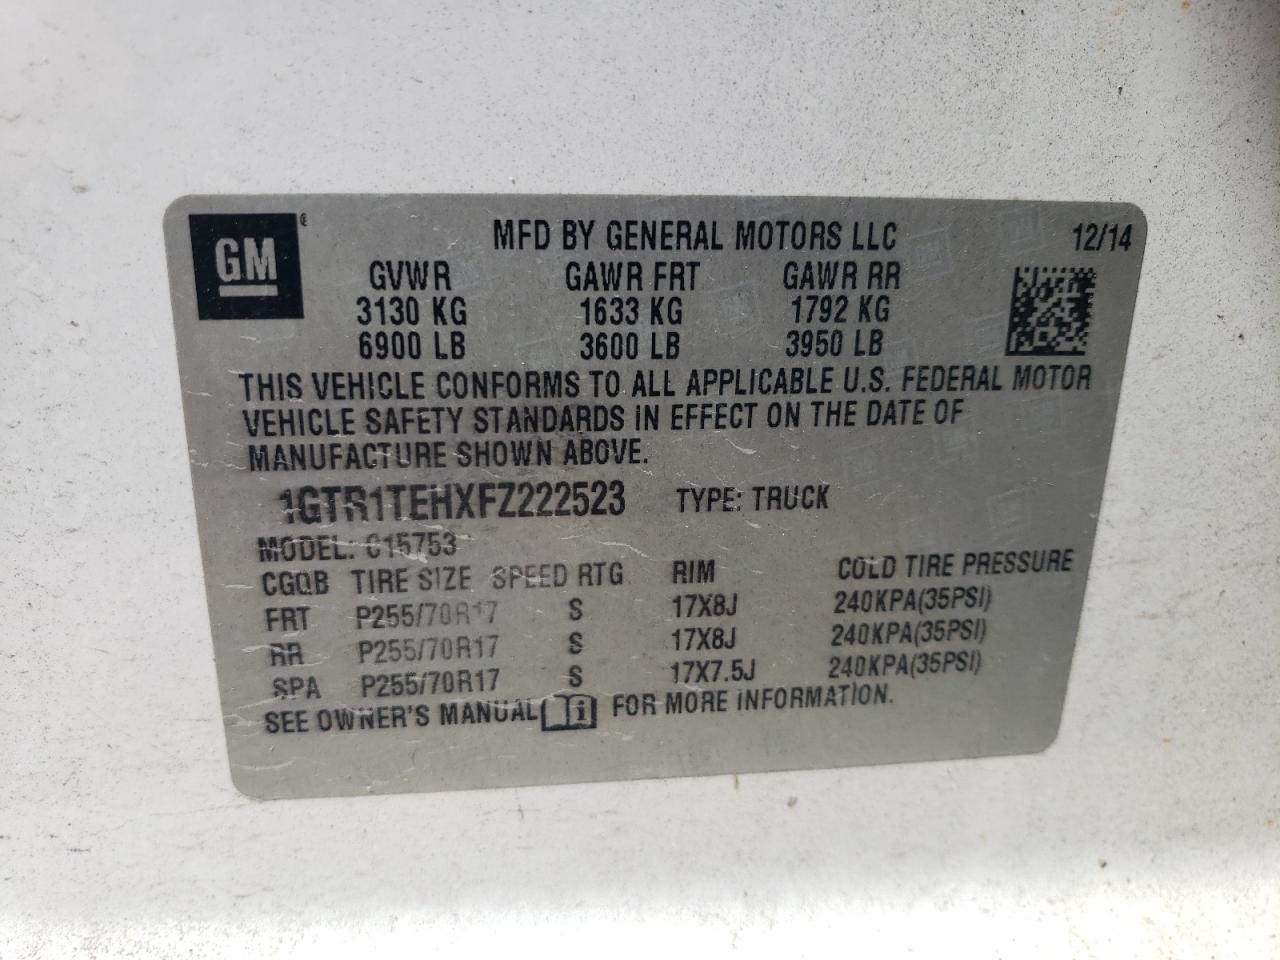 GM ®
MFD BY GENERAL MOTORS LLC 12/14
GVWR GAWR FRT GAWR RR
3130 KG 1633 KG 1792 KG
6900 LB 3600 LB 3950 LB
THIS VEHICLE CONFORMS TO ALL APPLICABLE U.S. FEDERAL MOTOR
VEHICLE SAFETY STANDARDS IN EFFECT ON THE DATE OF
MANUFACTURE SHOWN ABOVE.
1GTR1TEHXFZ222523 TYPE: TRUCK
MODEL: C15753
CGQB TIRE SIZE SPEED RTG RIM COLD TIRE PRESSURE
FRT P255/70R17 S 17X8J 240KPA(35PSI)
RR P255/70R17 S 17X8J 240KPA(35PSI)
SPA P255/70R17 S 17X7.5J 240KPA(35PSI)
SEE OWNER'S MANUAL i FOR MORE INFORMATION.